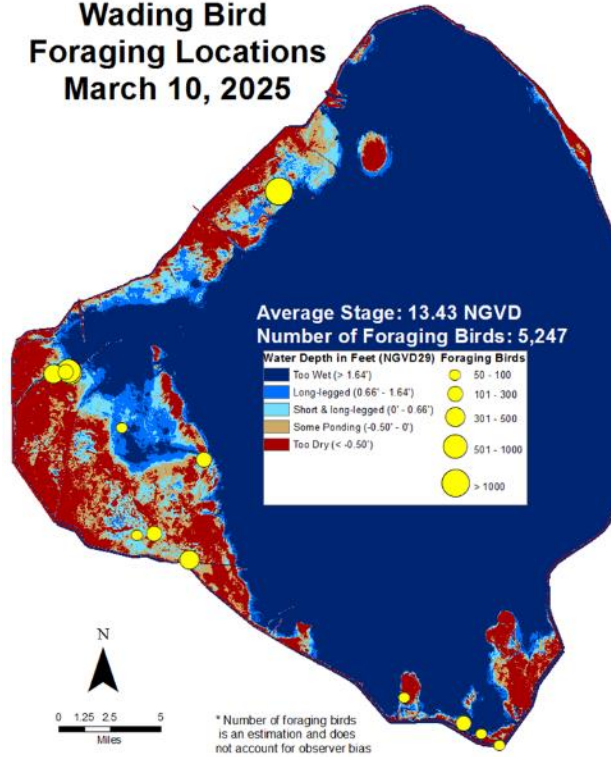 Wading Bird
Foraging Locations
March 10, 2025
Average Stage: 13.43 NGVD
Number of Foraging Birds: 5,247
Water Depth in Feet (NGVD29) Foraging Birds
Too Wet (> 1.64')
Long-legged (0.66' - 1.64')
Short & long-legged (0' - 0.66')
Some Ponding (-0.50' - 0')
Too Dry (< -0.50')
50 - 100
101 - 300
301 - 500
501 - 1000
> 1000
N
0 1.25 2.5 5
Miles
* Number of foraging birds
is an estimation and does
not account for observer bias